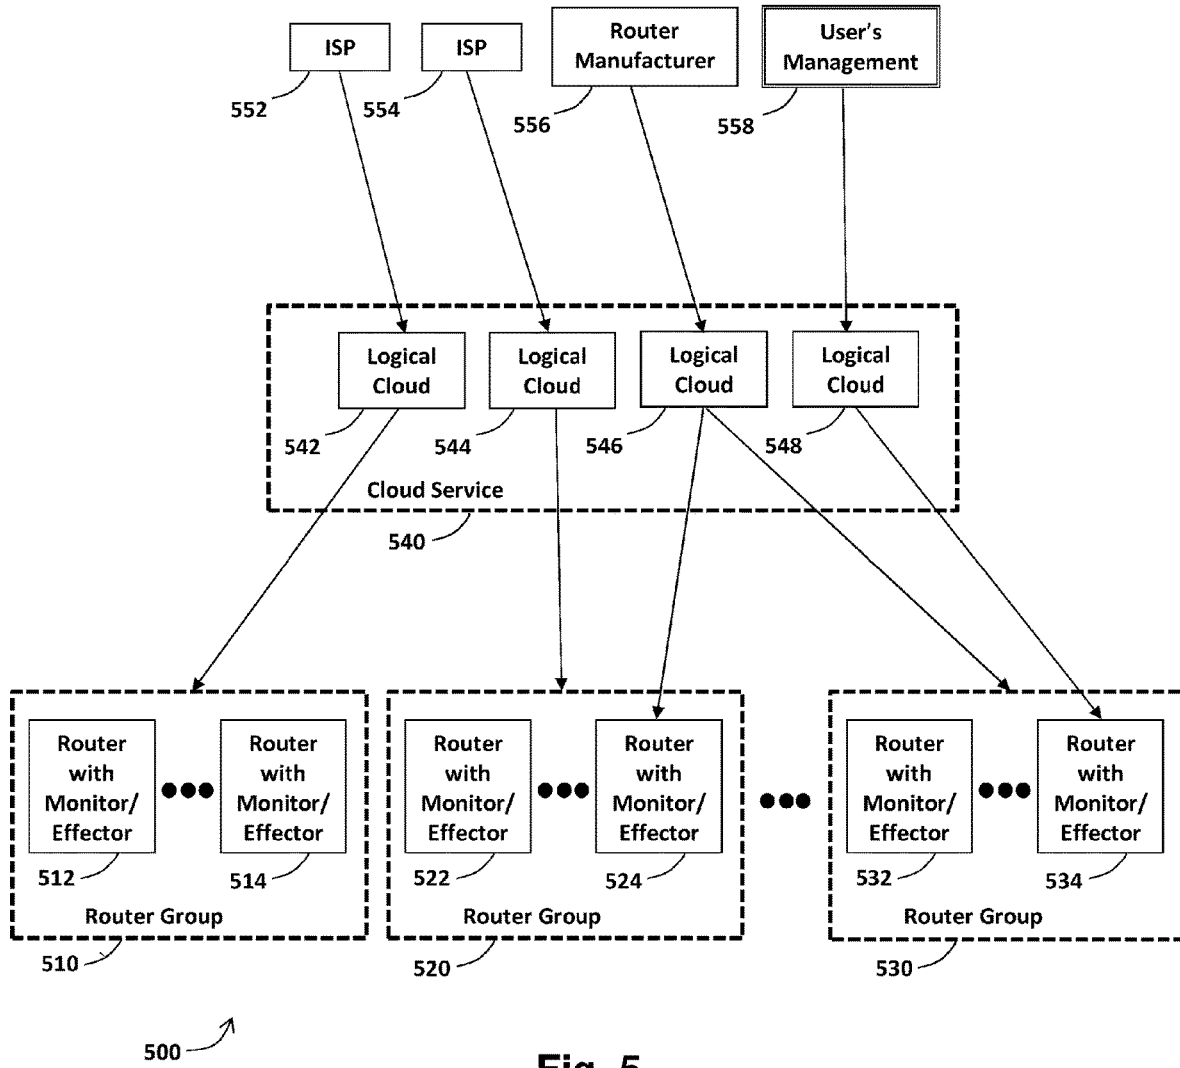 ISP
ISP
Router
Manufacturer
User's
Management
552
554
556
558
Logical
Cloud
Logical
Cloud
Logical
Cloud
Logical
Cloud
542
544
546
548
Cloud Service
540
Router
with
Monitor/
Effector
Router
with
Monitor/
Effector
Router
with
Monitor/
Effector
Router
with
Monitor/
Effector
Router
with
Monitor/
Effector
Router
with
Monitor/
Effector
512
514
522
524
532
534
Router Group
Router Group
Router Group
510
520
530
500
Fig. 5